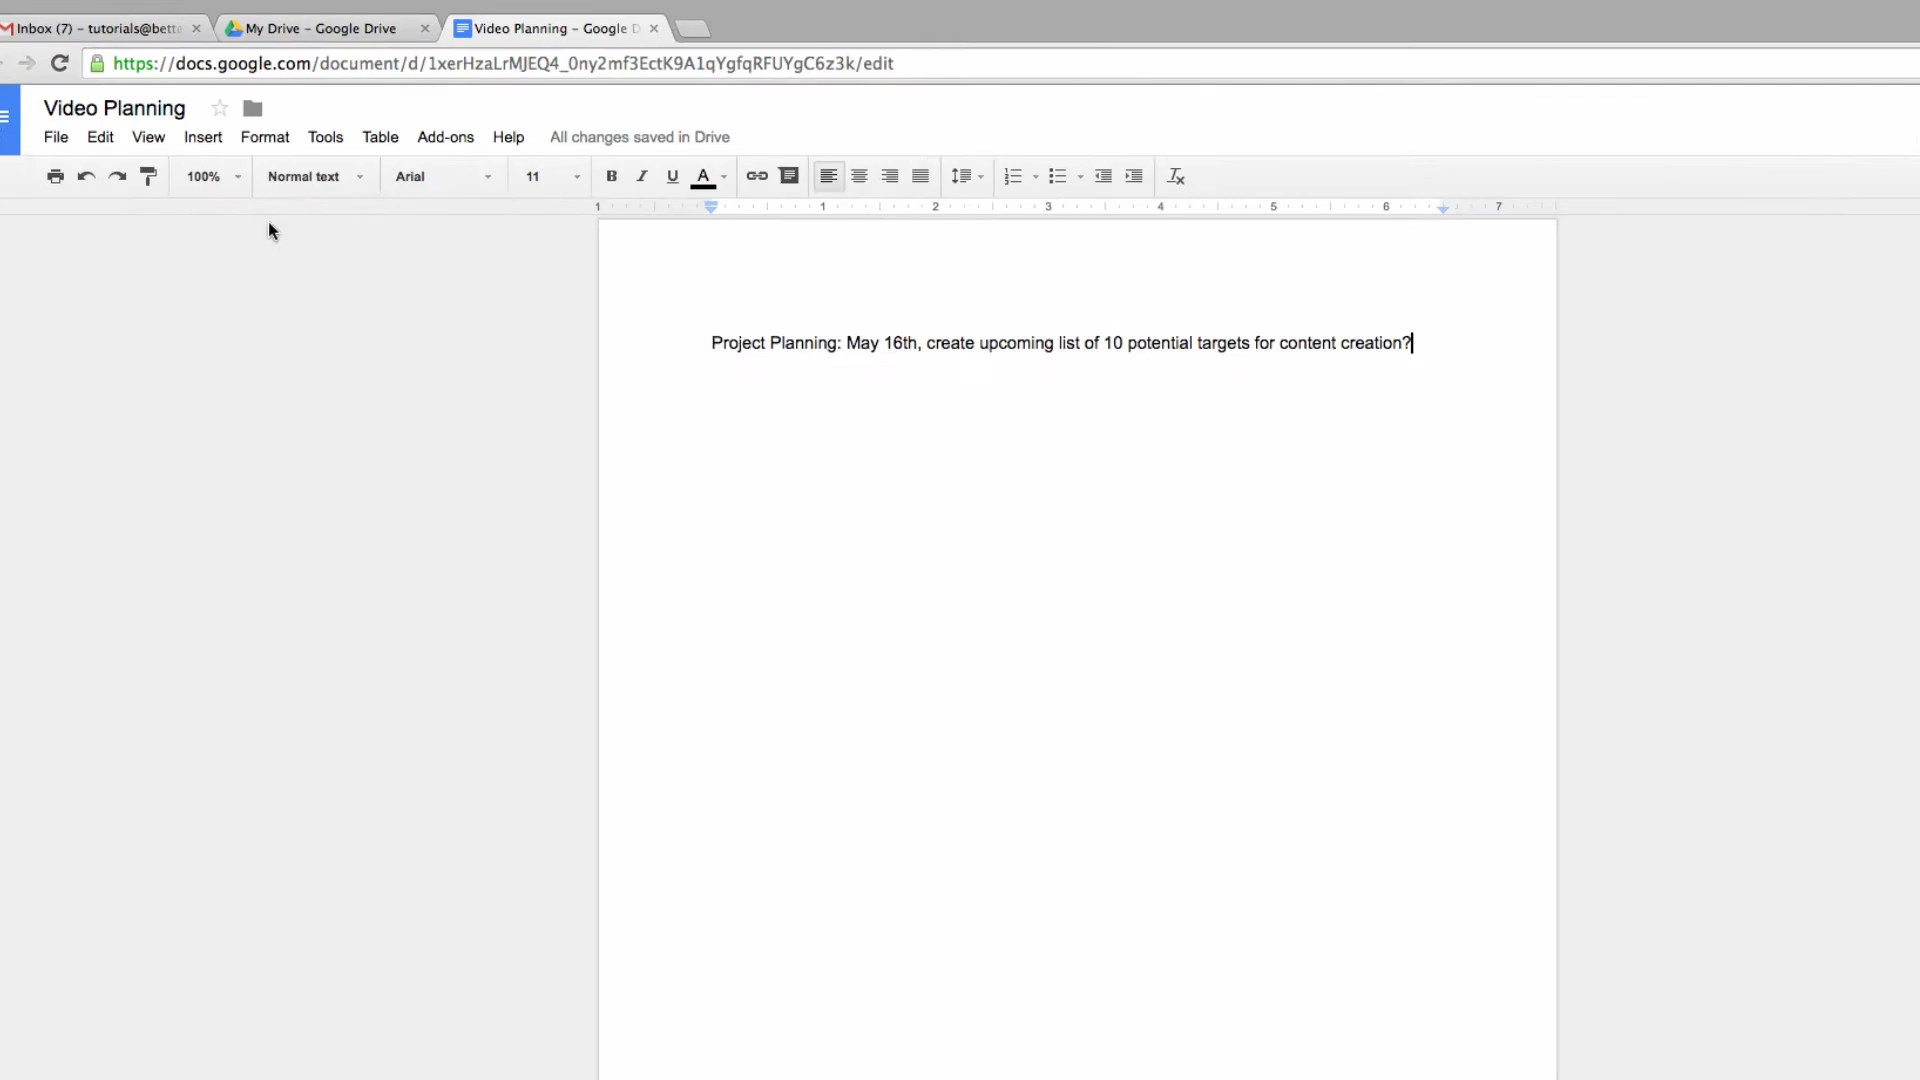 Inbox (7) – tutorials@bette
My Drive – Google Drive
Video Planning – Google D
https://docs.google.com/document/d/1xerHzaLrMJEQ4_0ny2mf3EctK9A1qYgfqRFUYgC6z3k/edit
Video Planning
File Edit View Insert Format Tools Table Add-ons Help All changes saved in Drive
100% Normal text Arial 11 B I U A
1 1 2 3 4 5 6 7
Project Planning: May 16th, create upcoming list of 10 potential targets for content creation?